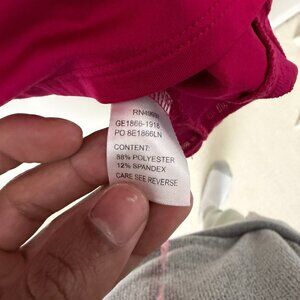 GE1866-1918
PO 8E1866LN
CONTENT:
88% POLYESTER
12% SPANDEX
CARE SEE REVERSE